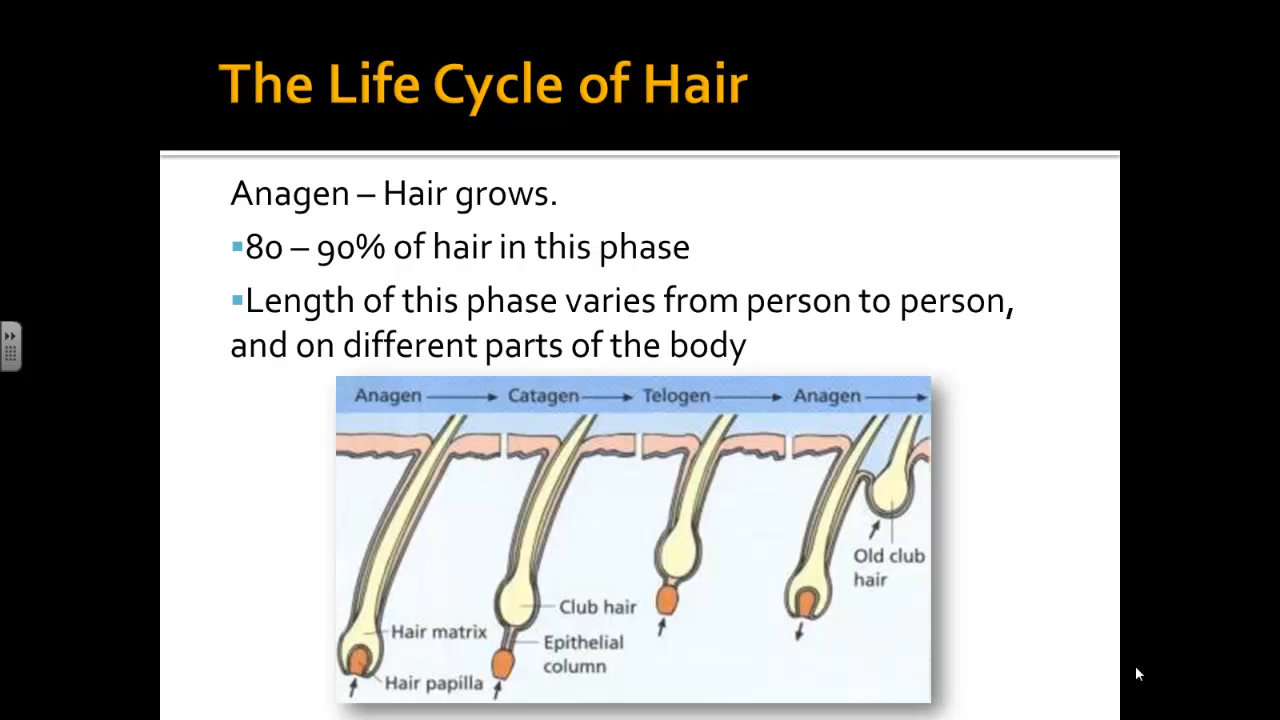 The Life Cycle of Hair
Anagen – Hair grows.
▪80 – 90% of hair in this phase
▪Length of this phase varies from person to person,
and on different parts of the body
Anagen Catagen Telogen Anagen
Old club
hair
Club hair
Hair matrix
Epithelial
column
Hair papilla